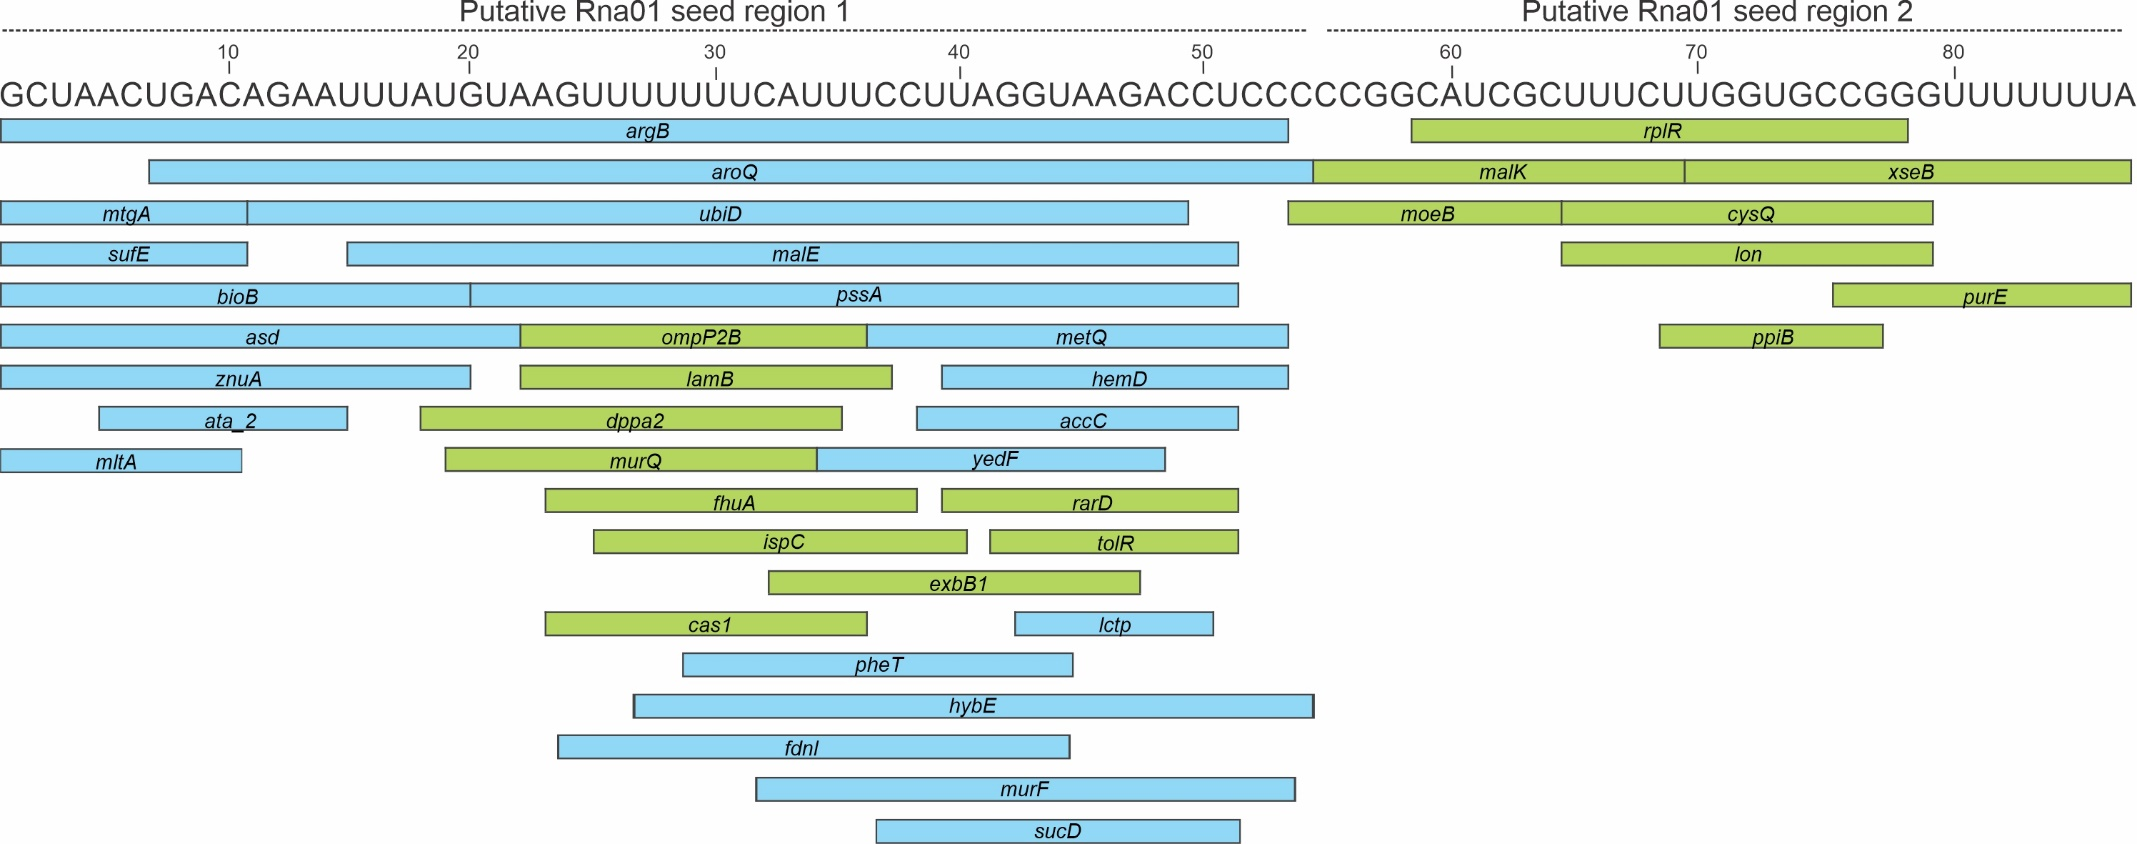 Putative Rna01 seed region 1 Putative Rna01 seed region 2
10 20 30 40 50 60 70 80
GCUAACUGACAGAAUUUAUGUAAGUUUUUUUCAUUUCCUUAGGUAAGACCUCCCCCGGCAUCGCUUUCUUGGUGCCGGGUUUUUUUA
argB rplR
aroQ malK xseB
mtgA ubiD moeB cysQ
sufE malE lon
bioB pssA purE
asd ompP2B metQ ppiB
znuA lamB hemD
ata_2 dppa2 accC
mltA murQ yedF
fhuA rarD
ispC tolR
exbB1
cas1 lctp
pheT
hybE
fdnI
murF
sucD